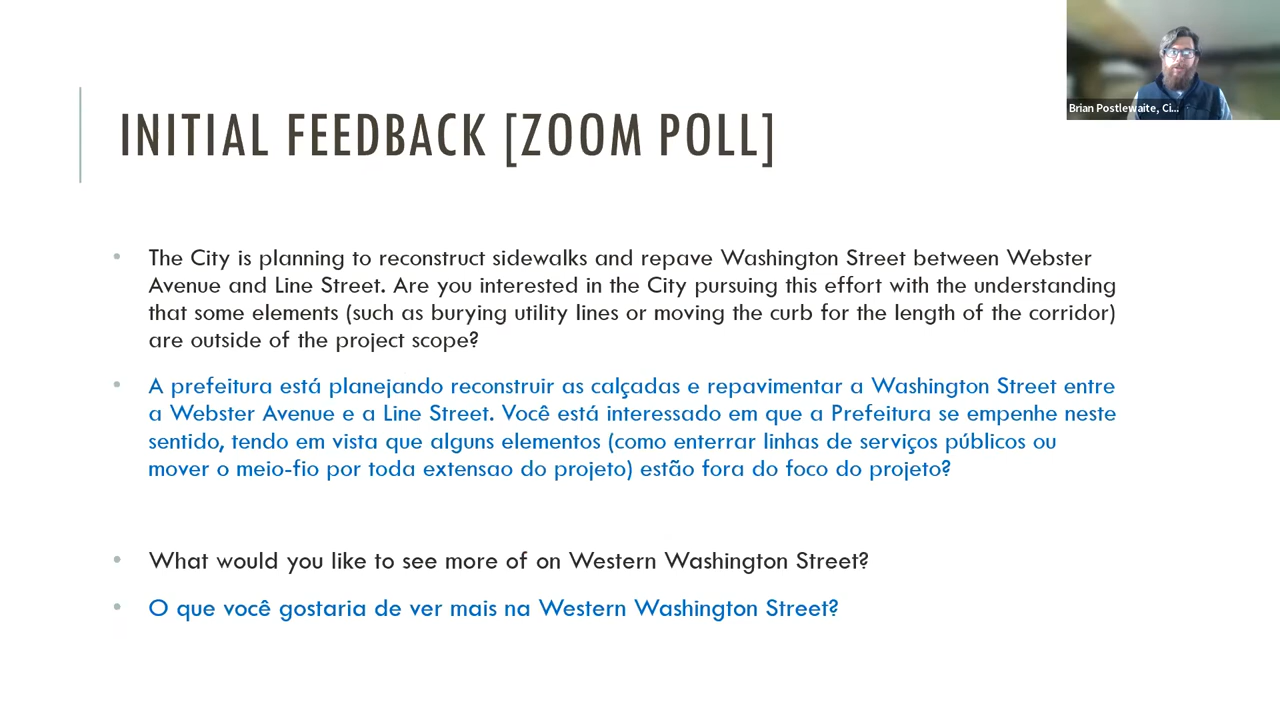 Brian Postlewaite, Ci...
INITIAL FEEDBACK [ZOOM POLL]
• The City is planning to reconstruct sidewalks and repave Washington Street between Webster
Avenue and Line Street. Are you interested in the City pursuing this effort with the understanding
that some elements (such as burying utility lines or moving the curb for the length of the corridor)
are outside of the project scope?
• A prefeitura está planejando reconstruir as calçadas e repavimentar a Washington Street entre
a Webster Avenue e a Line Street. Você está interessado em que a Prefeitura se empenhe neste
sentido, tendo em vista que alguns elementos (como enterrar linhas de serviços públicos ou
mover o meio-fio por toda extensao do projeto) estão fora do foco do projeto?
• What would you like to see more of on Western Washington Street?
• O que você gostaria de ver mais na Western Washington Street?